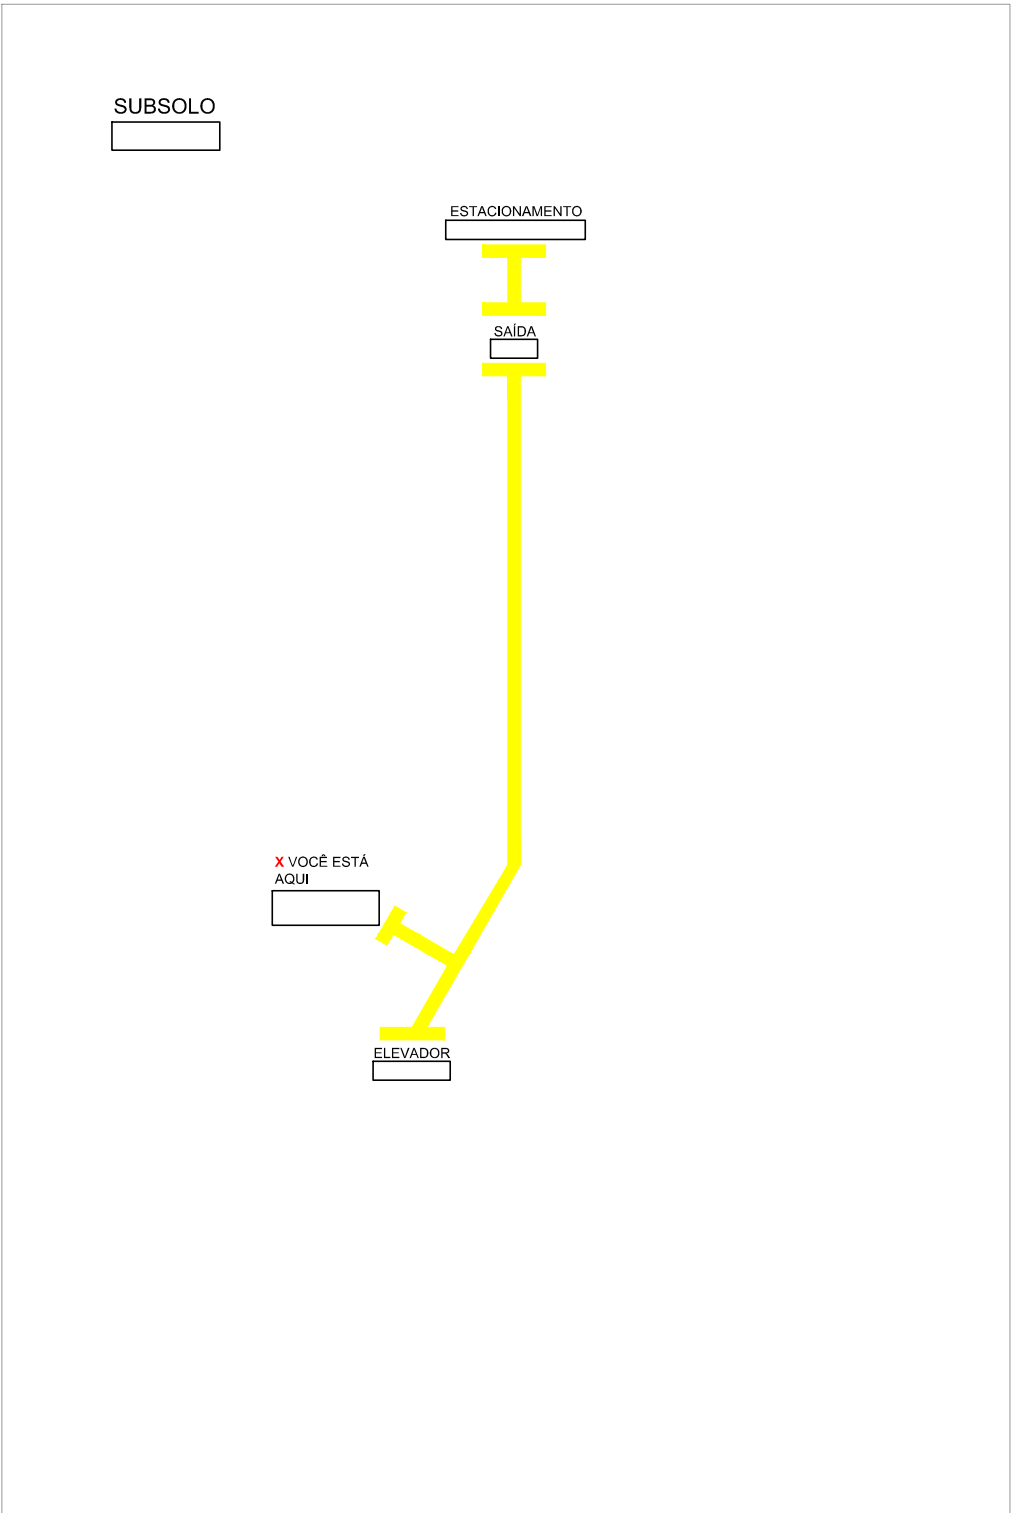 SUBSOLO
ESTACIONAMENTO
SAÍDA
X VOCÊ ESTÁ
AQUI
ELEVADOR